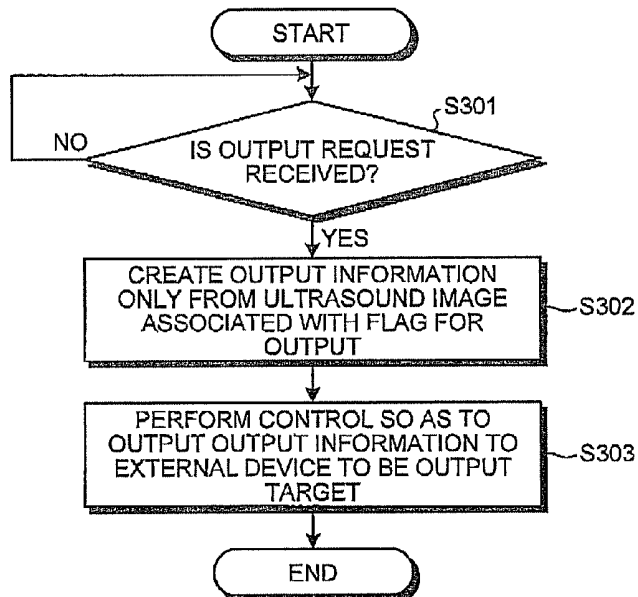 START
S301
NO
IS OUTPUT REQUEST
RECEIVED?
YES
CREATE OUTPUT INFORMATION
ONLY FROM ULTRASOUND IMAGE
ASSOCIATED WITH FLAG FOR
OUTPUT
S302
PERFORM CONTROL SO AS TO
OUTPUT OUTPUT INFORMATION TO
EXTERNAL DEVICE TO BE OUTPUT
TARGET
S303
END